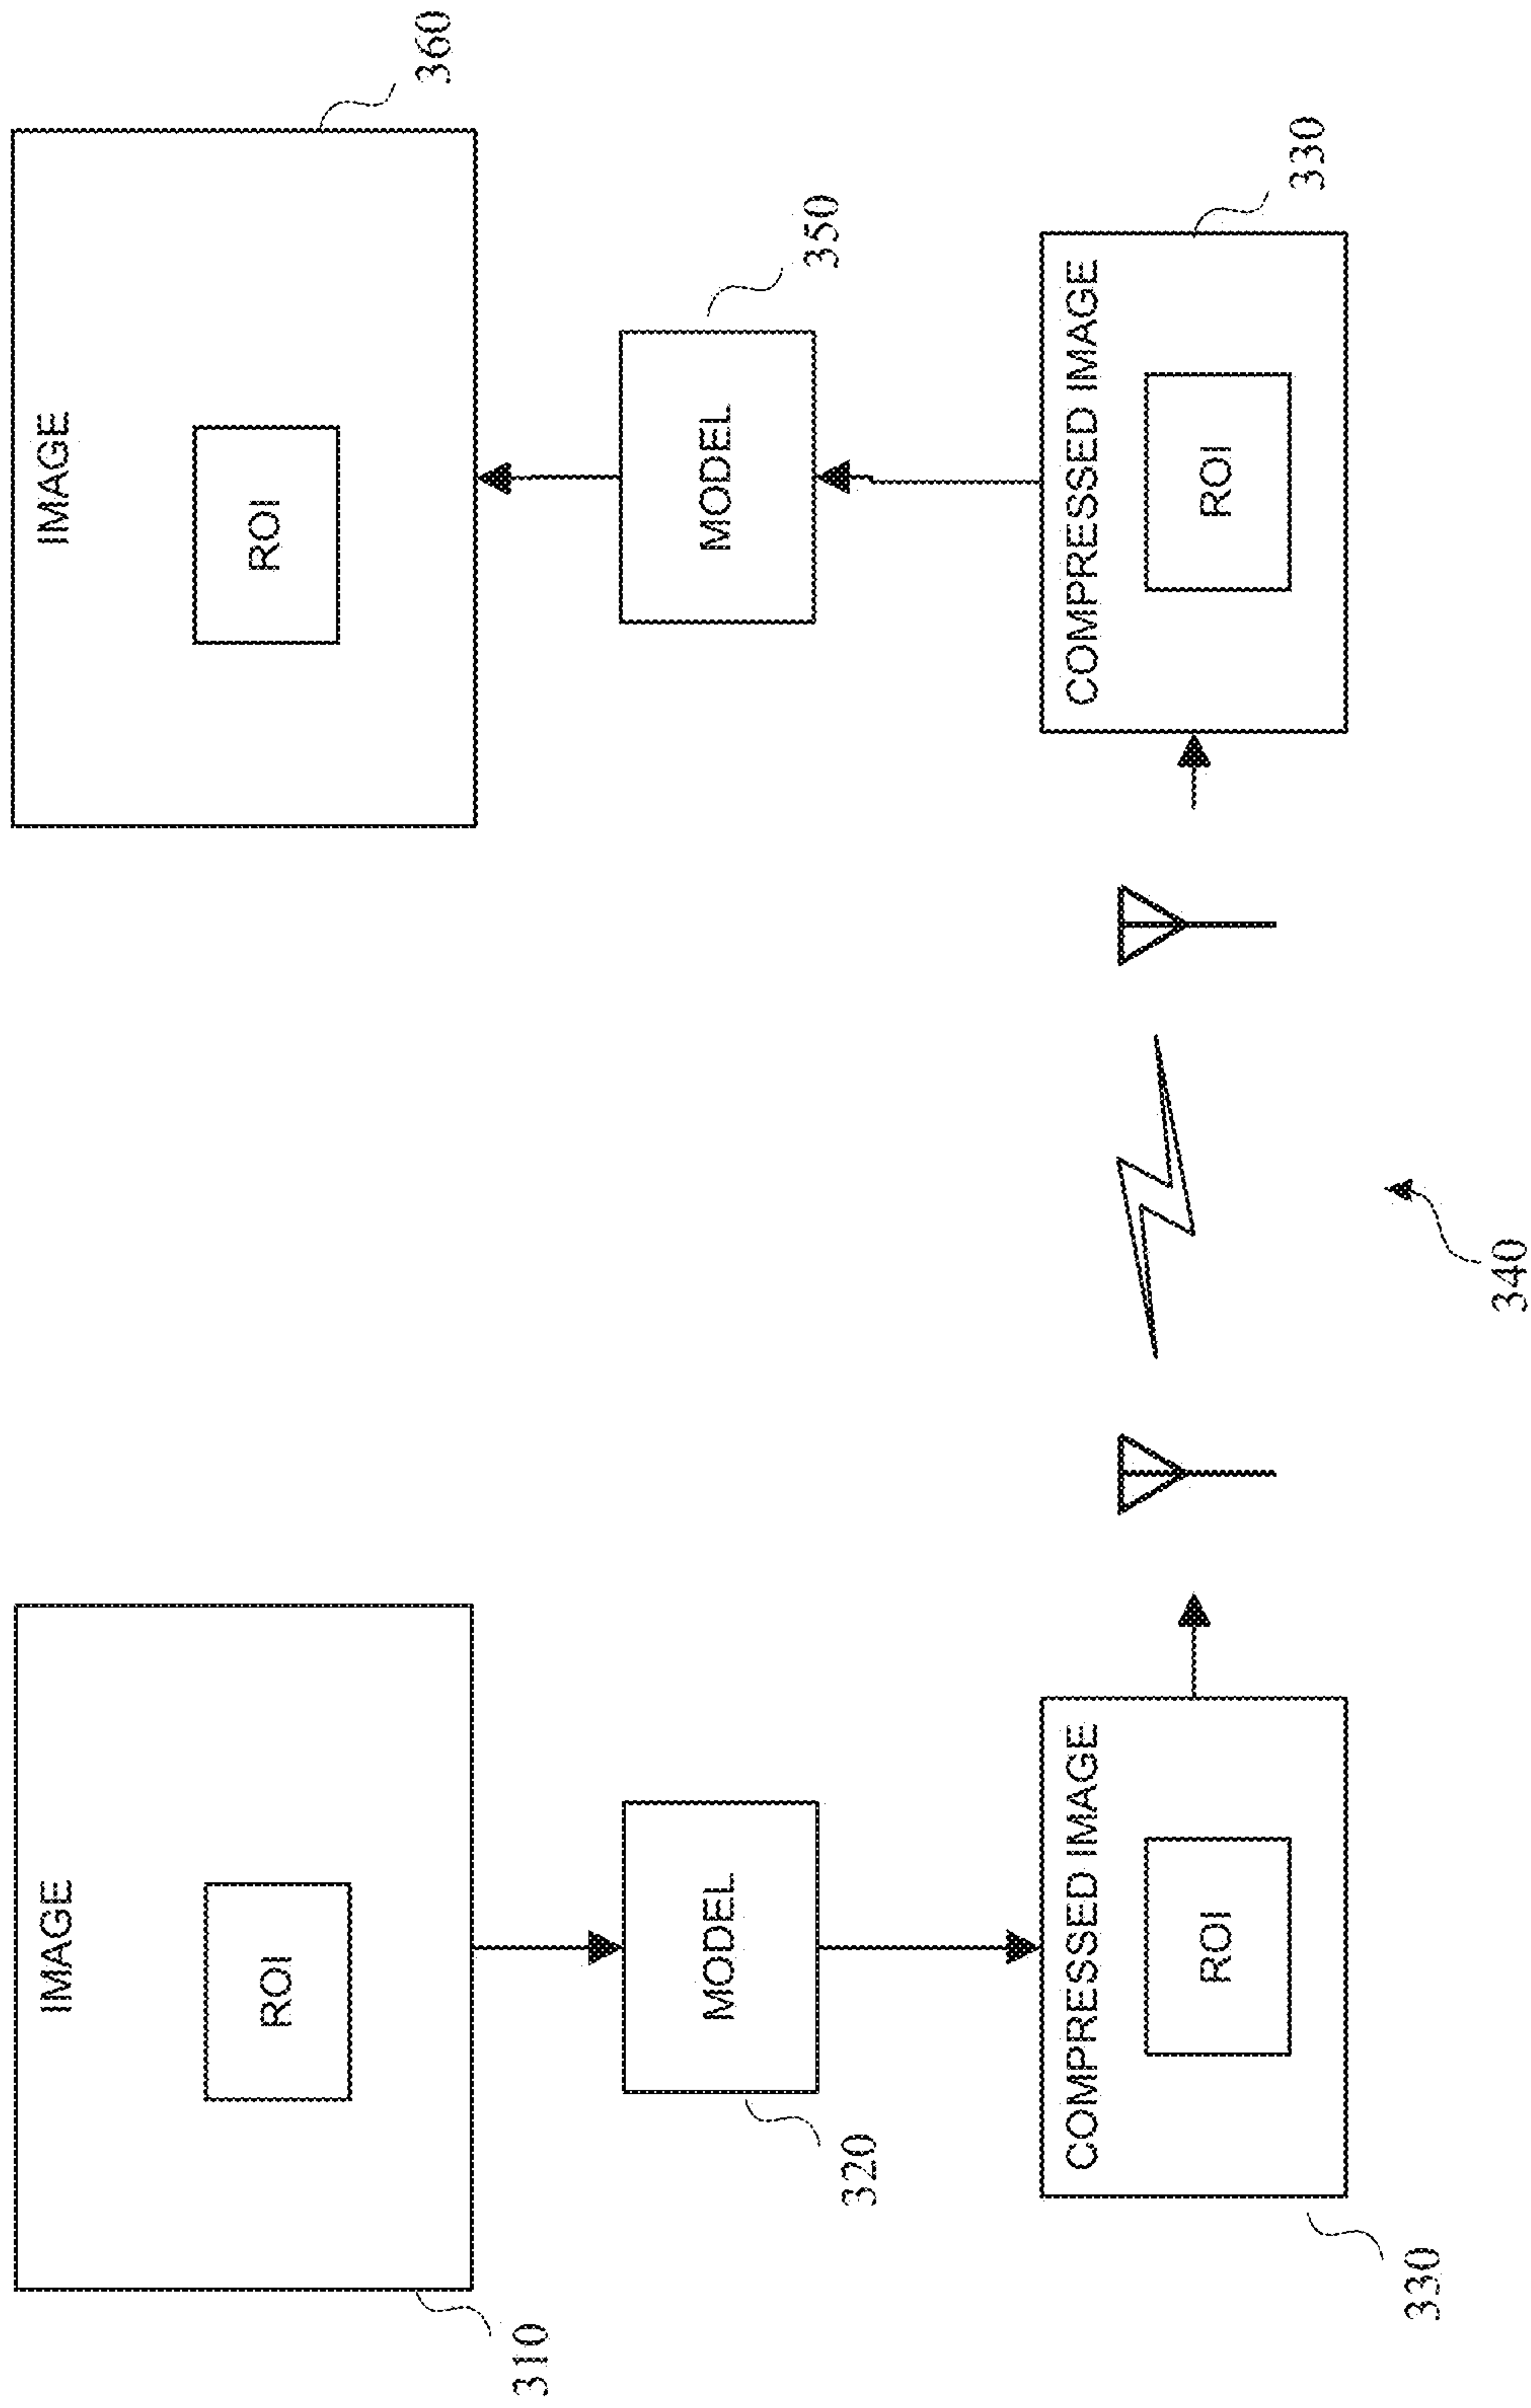 IMAGE
ROI
310
MODEL
320
COMPRESSED IMAGE
ROI
330
340
IMAGE
ROI
360
MODEL
350
COMPRESSED IMAGE
ROI
330